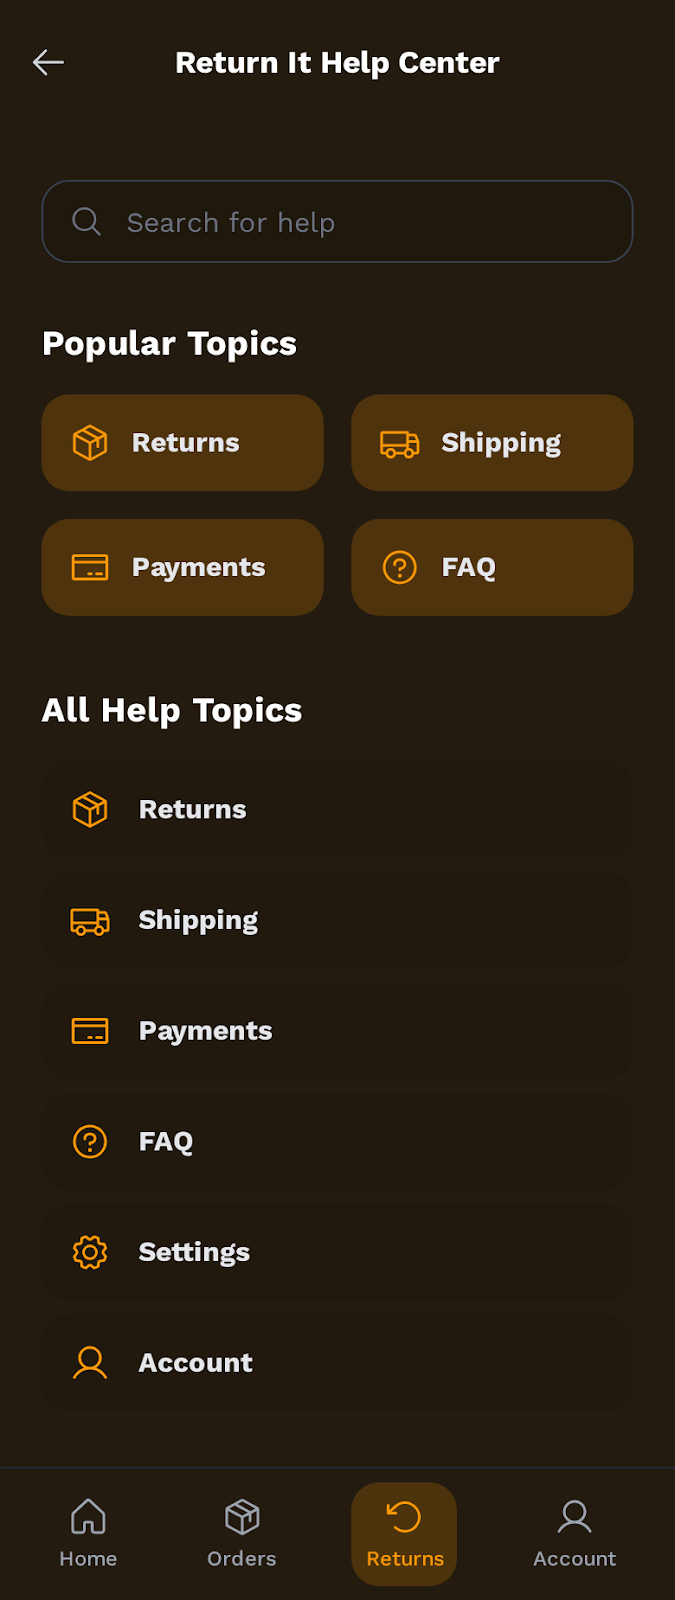 Return It Help Center
Search for help
Popular Topics
Returns
Shipping
Payments
FAQ
All Help Topics
Returns
Shipping
Payments
FAQ
Settings
Account
Home
Orders
Returns
Account